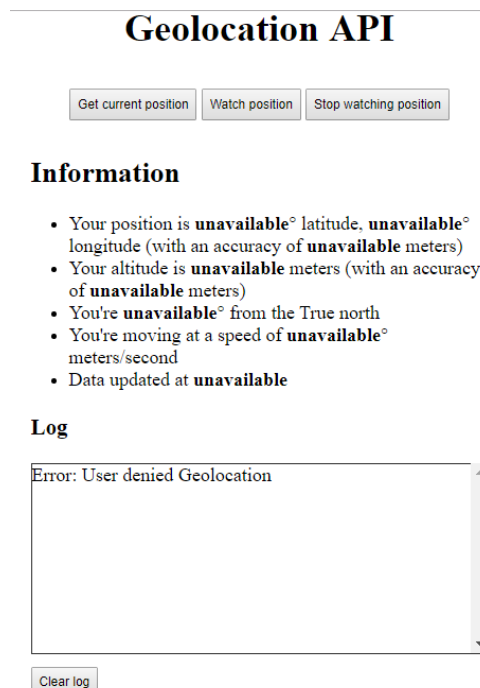 Geolocation API
Get current position Watch position Stop watching position
Information
• Your position is unavailable° latitude, unavailable°
longitude (with an accuracy of unavailable meters)
• Your altitude is unavailable meters (with an accuracy
of unavailable meters)
• You're unavailable° from the True north
• You're moving at a speed of unavailable°
meters/second
• Data updated at unavailable
Log
Error: User denied Geolocation
Clear log